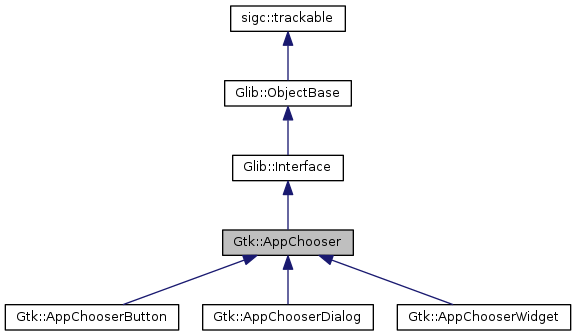 sigc::trackable
Glib::ObjectBase
Glib::Interface
Gtk::AppChooser
Gtk::AppChooserButton
Gtk::AppChooserDialog
Gtk::AppChooserWidget